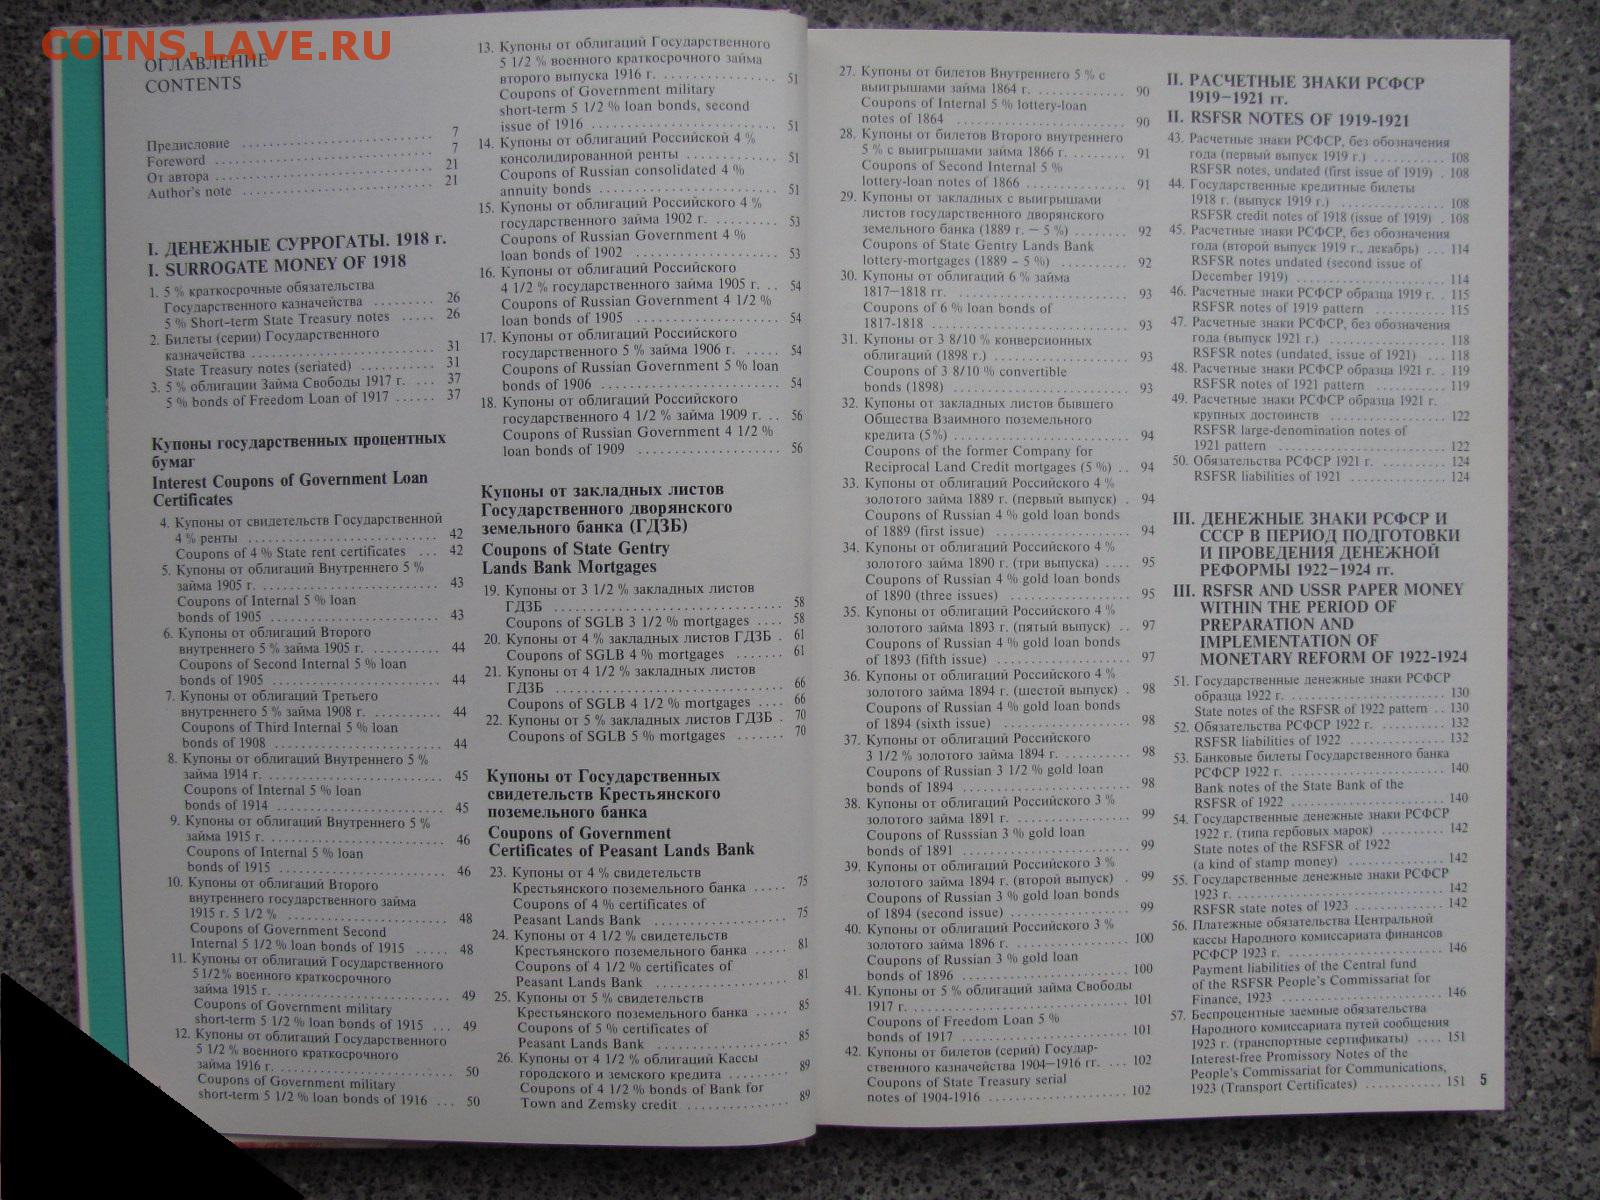 COINS.LAVE.RU
ОГЛАВЛЕНИЕ
CONTENTS
Предисловие ... 7
Foreword ... 7
От автора ... 21
Author's note ... 21
I. ДЕНЕЖНЫЕ СУРРОГАТЫ. 1918 г.
I. SURROGATE MONEY OF 1918
1. 5 % краткосрочные обязательства
Государственного казначейства ... 26
5 % Short-term State Treasury notes ... 26
2. Билеты (серии) Государственного
казначейства ... 31
State Treasury notes (seriated) ... 31
3. 5 % облигации Займа Свободы 1917 г. ... 37
5 % bonds of Freedom Loan of 1917 ... 37
Купоны государственных процентных
бумаг
Interest Coupons of Government Loan
Certificates
4. Купоны от свидетельств Государственной
4 % ренты ... 42
Coupons of 4 % State rent certificates ... 42
5. Купоны от облигаций Внутреннего 5 %
займа 1905 г. ... 43
Coupons of Internal 5 % loan
bonds of 1905 ... 43
6. Купоны от облигаций Второго
внутреннего 5 % займа 1905 г. ... 44
Coupons of Second Internal 5 % loan
bonds of 1905 ... 44
7. Купоны от облигаций Третьего
внутреннего 5 % займа 1908 г. ... 44
Coupons of Third Internal 5 % loan
bonds of 1908 ... 44
8. Купоны от облигаций Внутреннего 5 %
займа 1914 г. ... 45
Coupons of Internal 5 % loan
bonds of 1914 ... 45
9. Купоны от облигаций Внутреннего 5 %
займа 1915 г. ... 46
Coupons of Internal 5 % loan
bonds of 1915 ... 46
10. Купоны от облигаций Второго
внутреннего государственного займа
1915 г. 5 1/2 % ... 48
Coupons of Government Second
Internal 5 1/2 % loan bonds of 1915 ... 48
11. Купоны от облигаций Государственного
5 1/2 % военного краткосрочного
займа 1915 г. ... 49
Coupons of Government military
short-term 5 1/2 % loan bonds of 1915 ... 49
12. Купоны от облигаций Государственного
5 1/2 % военного краткосрочного
займа 1916 г. ... 50
Coupons of Government military
short-term 5 1/2 % loan bonds of 1916 ... 50
13. Купоны от облигаций Государственного
5 1/2 % военного краткосрочного займа
второго выпуска 1916 г. ... 51
Coupons of Government military
short-term 5 1/2 % loan bonds, second
issue of 1916 ... 51
14. Купоны от облигаций Российской 4 %
консолидированной ренты ... 51
Coupons of Russian consolidated 4 %
annuity bonds ... 51
15. Купоны от облигаций Российского 4 %
государственного займа 1902 г. ... 53
Coupons of Russian Government 4 %
loan bonds of 1902 ... 53
16. Купоны от облигаций Российского
4 1/2 % государственного займа 1905 г. ... 54
Coupons of Russian Government 4 1/2 %
loan bonds of 1905 ... 54
17. Купоны от облигаций Российского
государственного 5 % займа 1906 г. ... 54
Coupons of Russian Government 5 % loan
bonds of 1906 ... 54
18. Купоны от облигаций Российского
государственного 4 1/2 % займа 1909 г. ... 56
Coupons of Russian Government 4 1/2 %
loan bonds of 1909 ... 56
Купоны от закладных листов
Государственного дворянского
земельного банка (ГДЗБ)
Coupons of State Gentry
Lands Bank Mortgages
19. Купоны от 3 1/2 % закладных листов
ГДЗБ ... 58
Coupons of SGLB 3 1/2 % mortgages ... 58
20. Купоны от 4 % закладных листов ГДЗБ . 61
Coupons of SGLB 4 % mortgages ... 61
21. Купоны от 4 1/2 % закладных листов
ГДЗБ ... 66
Coupons of SGLB 4 1/2 % mortgages ... 66
22. Купоны от 5 % закладных листов ГДЗБ . 70
Coupons of SGLB 5 % mortgages ... 70
Купоны от Государственных
свидетельств Крестьянского
поземельного банка
Coupons of Government
Certificates of Peasant Lands Bank
23. Купоны от 4 % свидетельств
Крестьянского поземельного банка ... 75
Coupons of 4 % certificates of
Peasant Lands Bank ... 75
24. Купоны от 4 1/2 % свидетельств
Крестьянского поземельного банка ... 81
Coupons of 4 1/2 % certificates of
Peasant Lands Bank ... 81
25. Купоны от 5 % свидетельств
Крестьянского поземельного банка ... 85
Coupons of 5 % certificates of
Peasant Lands Bank ... 85
26. Купоны от 4 1/2 % облигаций Кассы
городского и земского кредита ... 89
Coupons of 4 1/2 % bonds of Bank for
Town and Zemsky credit ... 89
27. Купоны от билетов Внутреннего 5 % с
выигрышами займа 1864 г. ... 90
Coupons of Internal 5 % lottery-loan
notes of 1864 ... 90
28. Купоны от билетов Второго внутреннего
5 % с выигрышами займа 1866 г. ... 91
Coupons of Second Internal 5 %
lottery-loan notes of 1866 ... 91
29. Купоны от закладных с выигрышами
листов государственного дворянского
земельного банка (1889 г. — 5 %) ... 92
Coupons of State Gentry Lands Bank
lottery-mortgages (1889 - 5 %) ... 92
30. Купоны от облигаций 6 % займа
1817—1818 гг. ... 93
Coupons of 6 % loan bonds of
1817-1818 ... 93
31. Купоны от 3 8/10 % конверсионных
облигаций (1898 г.) ... 93
Coupons of 3 8/10 % convertible
bonds (1898) ... 93
32. Купоны от закладных листов бывшего
Общества Взаимного поземельного
кредита (5 %) ... 94
Coupons of the former Company for
Reciprocal Land Credit mortgages (5 %) .. 94
33. Купоны от облигаций Российского 4 %
золотого займа 1889 г. (первый выпуск) . 94
Coupons of Russian 4 % gold loan bonds
of 1889 (first issue) ... 94
34. Купоны от облигаций Российского 4 %
золотого займа 1890 г. (три выпуска) ... 95
Coupons of Russian 4 % gold loan bonds
of 1890 (three issues) ... 95
35. Купоны от облигаций Российского 4 %
золотого займа 1893 г. (пятый выпуск) .. 97
Coupons of Russian 4 % gold loan bonds
of 1893 (fifth issue) ... 97
36. Купоны от облигаций Российского 4 %
золотого займа 1894 г. (шестой выпуск) . 98
Coupons of Russian 4 % gold loan bonds
of 1894 (sixth issue) ... 98
37. Купоны от облигаций Российского
3 1/2 % золотого займа 1894 г. ... 98
Coupons of Russian 3 1/2 % gold loan
bonds of 1894 ... 98
38. Купоны от облигаций Российского 3 %
золотого займа 1891 г. ... 99
Coupons of Russsian 3 % gold loan
bonds of 1891 ... 99
39. Купоны от облигаций Российского 3 %
золотого займа 1894 г. (второй выпуск) . 99
Coupons of Russian 3 % gold loan bonds
of 1894 (second issue) ... 99
40. Купоны от облигаций Российского 3 %
золотого займа 1896 г. ... 100
Coupons of Russian 3 % gold loan
bonds of 1896 ... 100
41. Купоны от 5 % облигаций займа Свободы
1917 г. ... 101
Coupons of Freedom Loan 5 %
bonds of 1917 ... 101
42. Купоны от билетов (серий) Государ-
ственного казначейства 1904—1916 гг. ... 102
Coupons of State Treasury serial
notes of 1904-1916 ... 102
II. РАСЧЕТНЫЕ ЗНАКИ РСФСР
1919—1921 гг.
II. RSFSR NOTES OF 1919-1921
43. Расчетные знаки РСФСР, без обозначения
года (первый выпуск 1919 г.) ... 108
RSFSR notes, undated (first issue of 1919) . 108
44. Государственные кредитные билеты
1918 г. (выпуск 1919 г.) ... 108
RSFSR credit notes of 1918 (issue of 1919) . 108
45. Расчетные знаки РСФСР, без обозначения
года (второй выпуск 1919 г., декабрь) ... 114
RSFSR notes undated (second issue of
December 1919) ... 114
46. Расчетные знаки РСФСР образца 1919 г. . 115
RSFSR notes of 1919 pattern ... 115
47. Расчетные знаки РСФСР, без обозначения
года (выпуск 1921 г.) ... 118
RSFSR notes (undated, issue of 1921) ... 118
48. Расчетные знаки РСФСР образца 1921 г. . 119
RSFSR notes of 1921 pattern ... 119
49. Расчетные знаки РСФСР образца 1921 г.
крупных достоинств ... 122
RSFSR large-denomination notes of
1921 pattern ... 122
50. Обязательства РСФСР 1921 г. ... 124
RSFSR liabilities of 1921 ... 124
III. ДЕНЕЖНЫЕ ЗНАКИ РСФСР И
СССР В ПЕРИОД ПОДГОТОВКИ
И ПРОВЕДЕНИЯ ДЕНЕЖНОЙ
РЕФОРМЫ 1922—1924 гг.
III. RSFSR AND USSR PAPER MONEY
WITHIN THE PERIOD OF
PREPARATION AND
IMPLEMENTATION OF
MONETARY REFORM OF 1922-1924
51. Государственные денежные знаки РСФСР
образца 1922 г. ... 130
State notes of the RSFSR of 1922 pattern .. 130
52. Обязательства РСФСР 1922 г. ... 132
RSFSR liabilities of 1922 ... 132
53. Банковые билеты Государственного банка
РСФСР 1922 г. ... 140
Bank notes of the State Bank of the
RSFSR of 1922 ... 140
54. Государственные денежные знаки РСФСР
1922 г. (типа гербовых марок) ... 142
State notes of the RSFSR of 1922
(a kind of stamp money) ... 142
55. Государственные денежные знаки РСФСР
1923 г. ... 142
RSFSR state notes of 1923 ... 142
56. Платежные обязательства Центральной
кассы Народного комиссариата финансов
РСФСР 1923 г. ... 146
Payment liabilities of the Central fund
of the RSFSR People's Commissariat for
Finance, 1923 ... 146
57. Беспроцентные заемные обязательства
Народного комиссариата путей сообщения
1923 г. (транспортные сертификаты) ... 151
Interest-free Promissory Notes of the
People's Commissariat for Communications,
1923 (Transport Certificates) ... 151
5